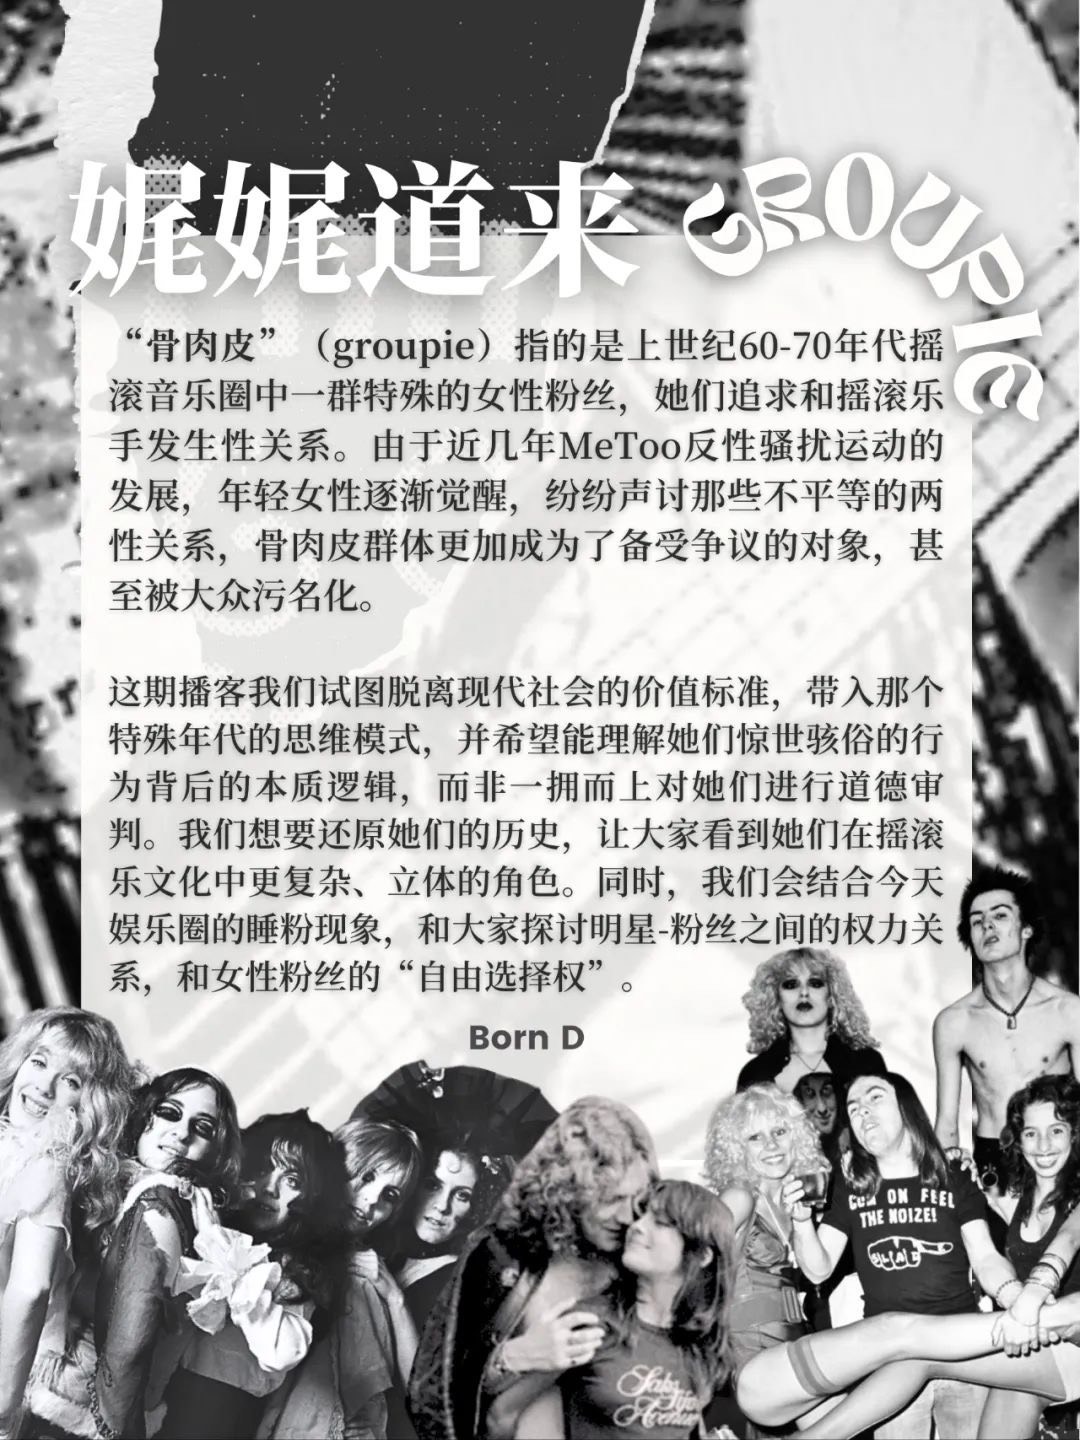 娓娓道来 GROUPIE
“骨肉皮”（groupie）指的是上世纪60-70年代摇
滚音乐圈中一群特殊的女性粉丝，她们追求和摇滚乐
手发生性关系。由于近几年MeToo反性骚扰运动的
发展，年轻女性逐渐觉醒，纷纷声讨那些不平等的两
性关系，骨肉皮群体更加成为了备受争议的对象，甚
至被大众污名化。
这期播客我们试图脱离现代社会的价值标准，带入那个
特殊年代的思维模式，并希望能理解她们惊世骇俗的行
为背后的本质逻辑，而非一拥而上对她们进行道德审
判。我们想要还原她们的历史，让大家看到她们在摇滚
乐文化中更复杂、立体的角色。同时，我们会结合今天
娱乐圈的睡粉现象，和大家探讨明星-粉丝之间的权力关
系，和女性粉丝的“自由选择权”。
Born D
CUM ON FEEL
THE NOIZE!
SLADE
Saks
Fifth
Avenue